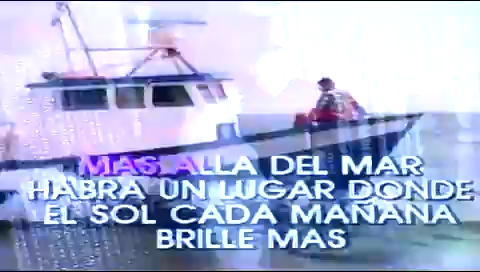 MAS ALLA DEL MAR
HABRA UN LUGAR DONDE
EL SOL CADA MAÑANA
BRILLE MAS